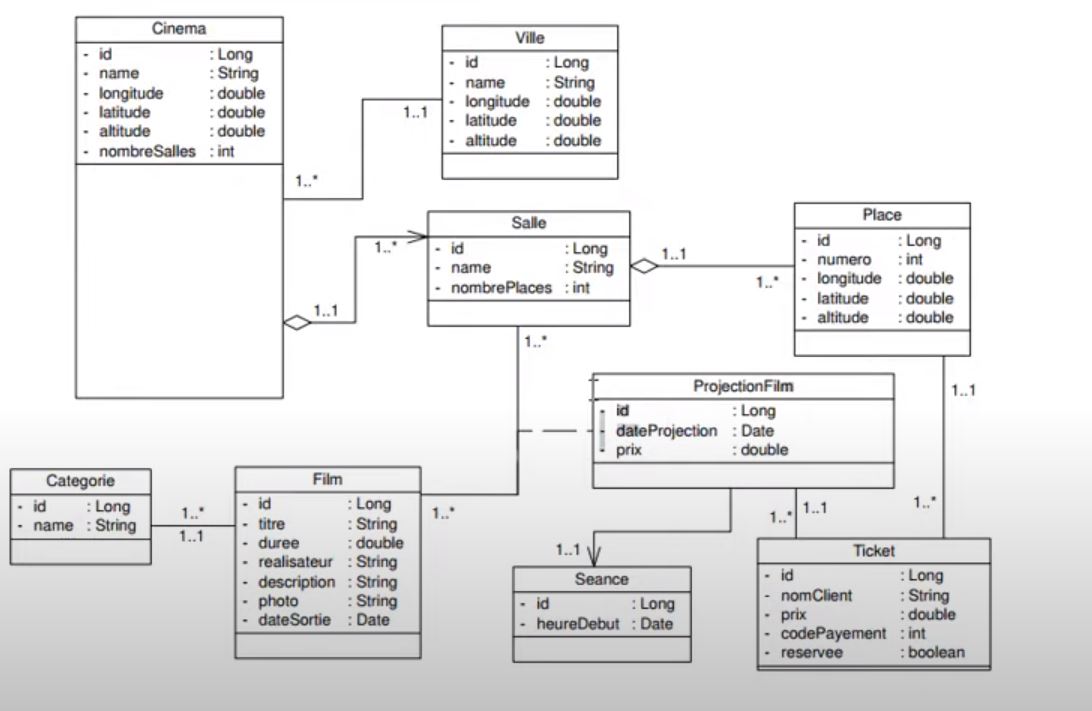 Cinema
- id : Long
- name : String
- longitude : double
- latitude : double
- altitude : double
- nombreSalles : int
Ville
- id : Long
- name : String
- longitude : double
- latitude : double
- altitude : double
1..1
1..*
Salle
- id : Long
- name : String
- nombrePlaces : int
1..*
1..1
1..1
1..*
Place
- id : Long
- numero : int
- longitude : double
- latitude : double
- altitude : double
1..*
ProjectionFilm
- id : Long
- dateProjection : Date
- prix : double
1..1
1..*
Categorie
- id : Long
- name : String
1..*
1..1
Film
- id : Long
- titre : String
- duree : double
- realisateur : String
- description : String
- photo : String
- dateSortie : Date
1..*
1..1
Seance
- id : Long
- heureDebut : Date
1..*
1..1
Ticket
- id : Long
- nomClient : String
- prix : double
- codePayement : int
- reservee : boolean